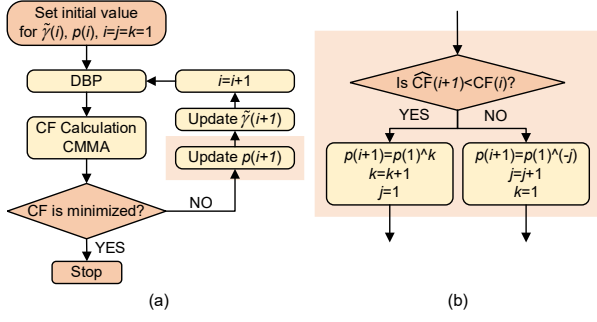 Set initial value
for γ̃(i), p(i), i=j=k=1
DBP
i=i+1
CF Calculation
CMMA
Update γ̃(i+1)
Update p(i+1)
CF is minimized?
NO
YES
Stop
(a)
Is C͡F(i+1)<CF(i)?
YES
NO
p(i+1)=p(1)^k
k=k+1
j=1
p(i+1)=p(1)^(-j)
j=j+1
k=1
(b)